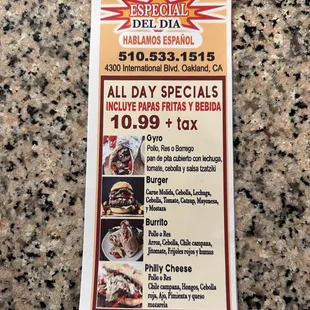 ESPECIAL
DEL DIA
HABLAMOS ESPAÑOL
510.533.1515
4300 International Blvd. Oakland, CA
ALL DAY SPECIALS
INCLUYE PAPAS FRITAS Y BEBIDA
10.99 + tax
Gyro
Pollo, Res o Borrego
pan de pita cubierto con lechuga,
tomate, cebolla y salsa tzatziki
Burger
Carne Molida, Cebolla, Lechuga,
Cebolla, Tomate, Catsup, Mayonesa,
y Mostaza
Burrito
Pollo o Res
Arroz, Cebolla, Chile campana,
Jitomate, Frijoles rojos y humus
Philly Cheese
Pollo o Res
Chile campana, Hongos, Cebolla
roja, Ajo, Pimienta y queso
mozarela